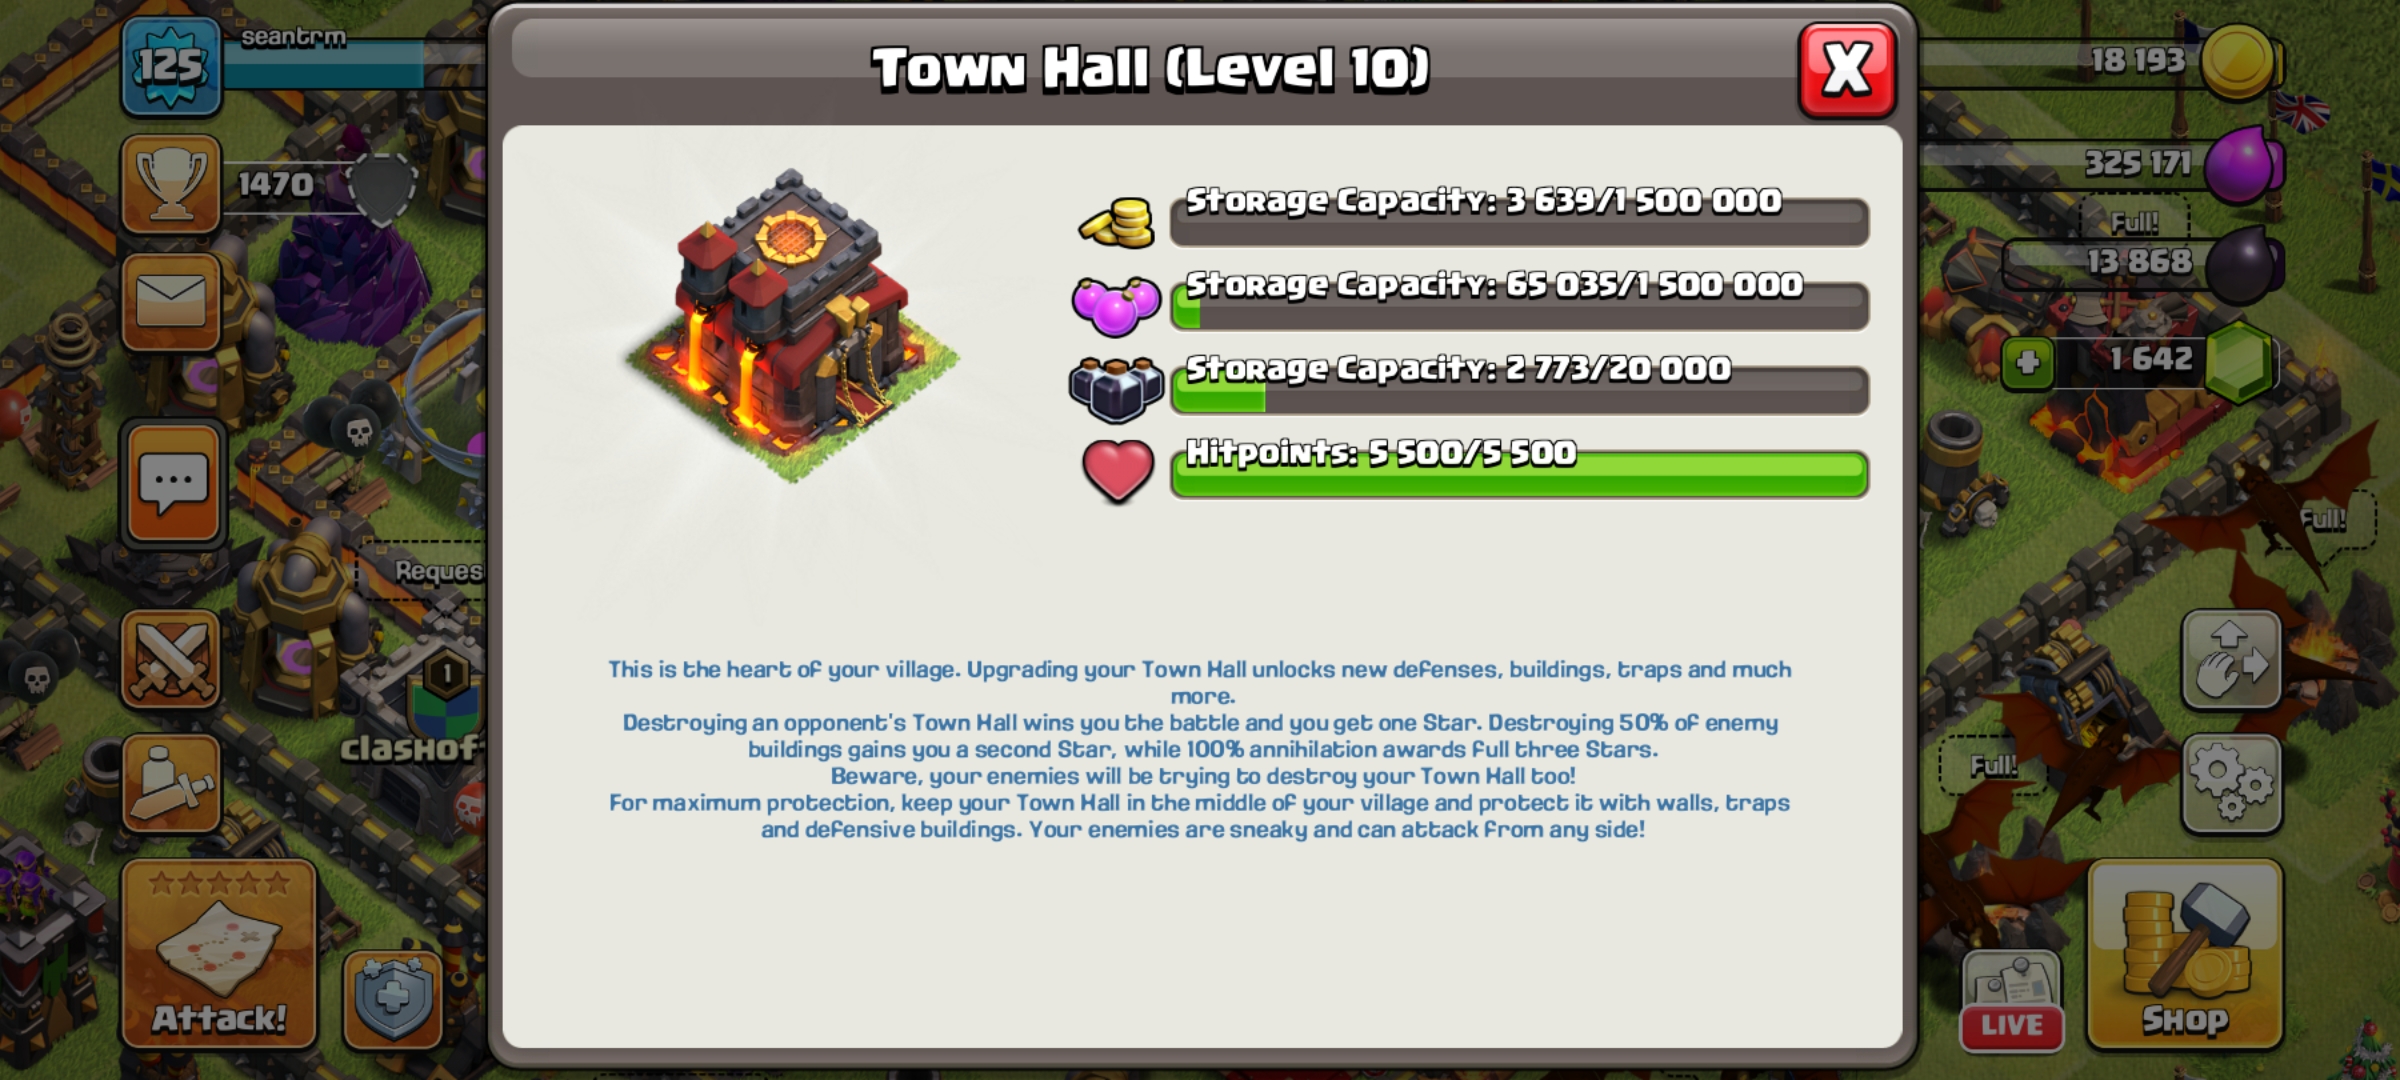 125
seantrm
1470
Town Hall (Level 10)
X
18 193
325 171
Full!
13 868
1 642
Storage Capacity: 3 639/1 500 000
Storage Capacity: 65 035/1 500 000
Storage Capacity: 2 773/20 000
Hitpoints: 5 500/5 500
Full!
Reques
1
clashof
This is the heart of your village. Upgrading your Town Hall unlocks new defenses, buildings, traps and much
more.
Destroying an opponent's Town Hall wins you the battle and you get one Star. Destroying 50% of enemy
buildings gains you a second Star, while 100% annihilation awards full three Stars.
Beware, your enemies will be trying to destroy your Town Hall too!
For maximum protection, keep your Town Hall in the middle of your village and protect it with walls, traps
and defensive buildings. Your enemies are sneaky and can attack from any side!
Full!
Attack!
LIVE
Shop